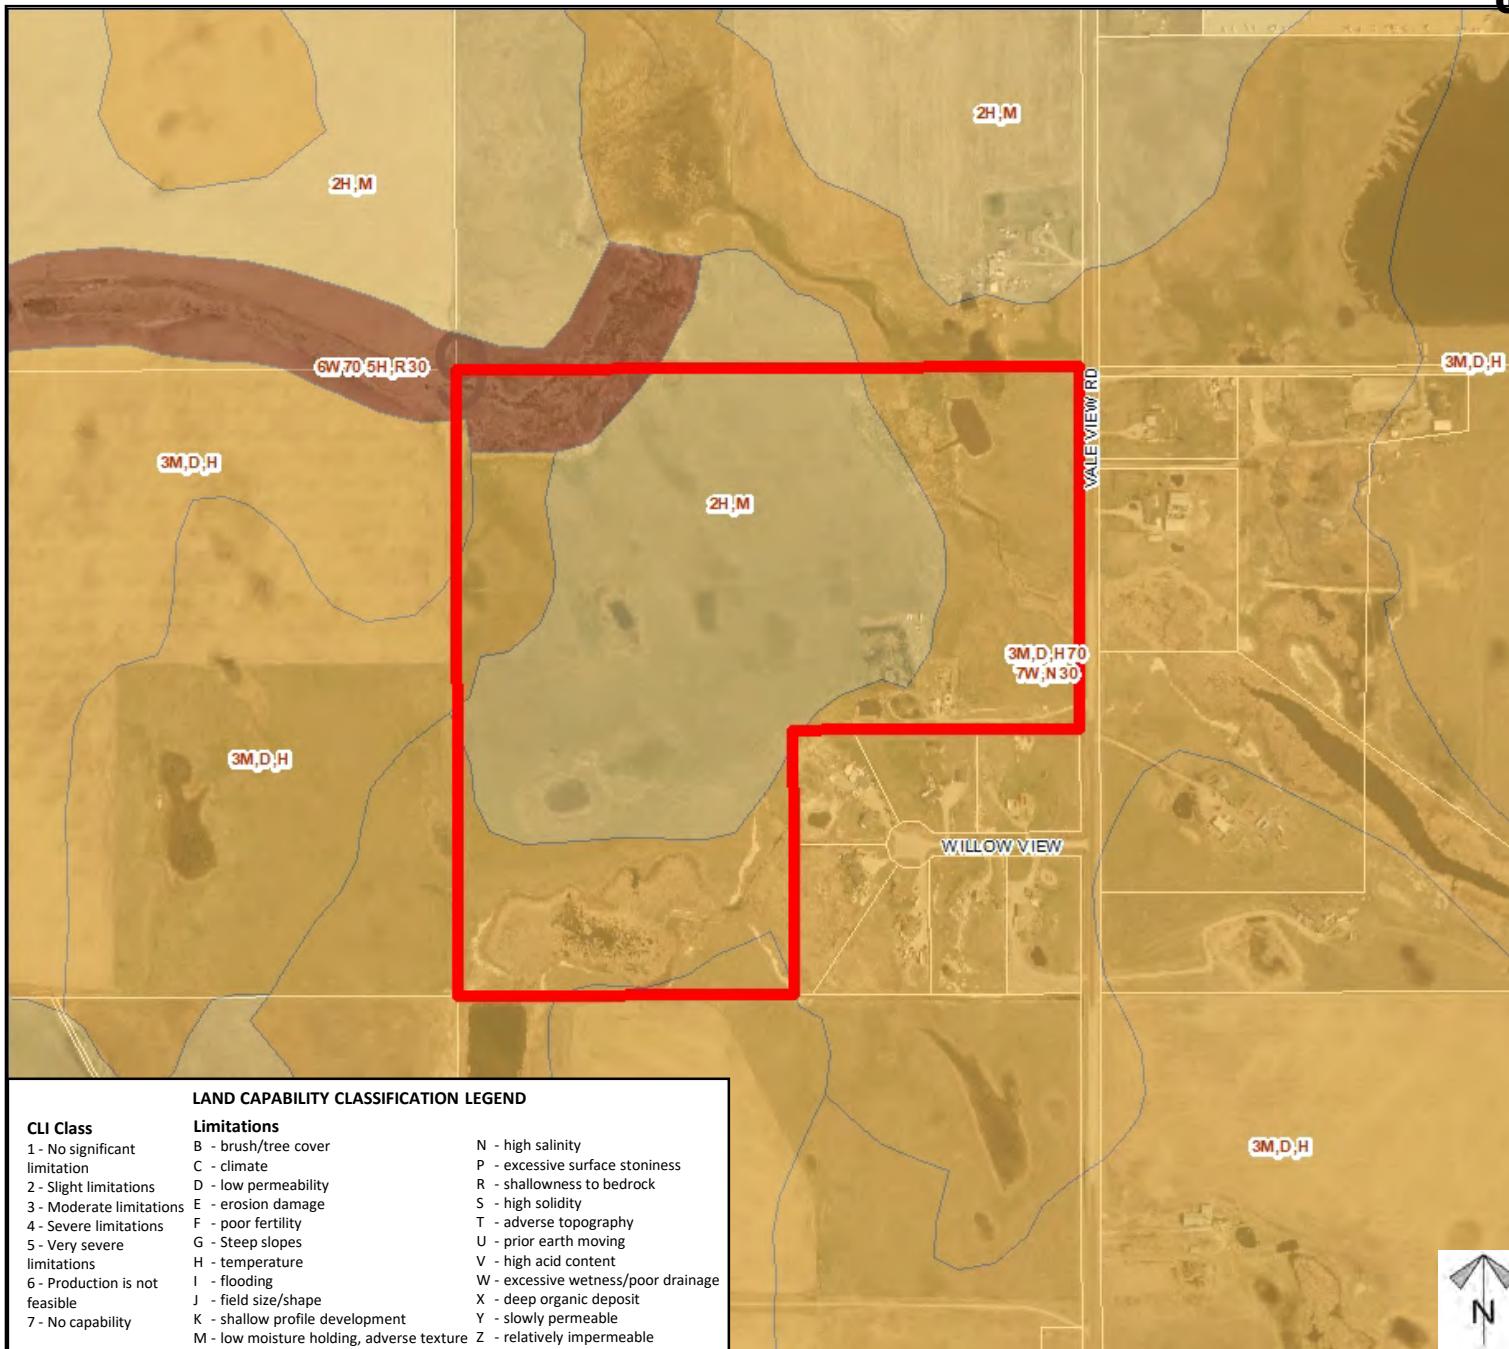 2H,M
2H,M
6W 70 5H,R 30
3M,D,H
VALE VIEW RD
3M,D,H
2H,M
3M,D,H 70
7W,N 30
3M,D,H
WILLOW VIEW
3M,D,H
LAND CAPABILITY CLASSIFICATION LEGEND
CLI Class
1 - No significant
limitation
2 - Slight limitations
3 - Moderate limitations
4 - Severe limitations
5 - Very severe
limitations
6 - Production is not
feasible
7 - No capability
Limitations
B - brush/tree cover
C - climate
D - low permeability
E - erosion damage
F - poor fertility
G - Steep slopes
H - temperature
I - flooding
J - field size/shape
K - shallow profile development
M - low moisture holding, adverse texture
N - high salinity
P - excessive surface stoniness
R - shallowness to bedrock
S - high solidity
T - adverse topography
U - prior earth moving
V - high acid content
W - excessive wetness/poor drainage
X - deep organic deposit
Y - slowly permeable
Z - relatively impermeable
N